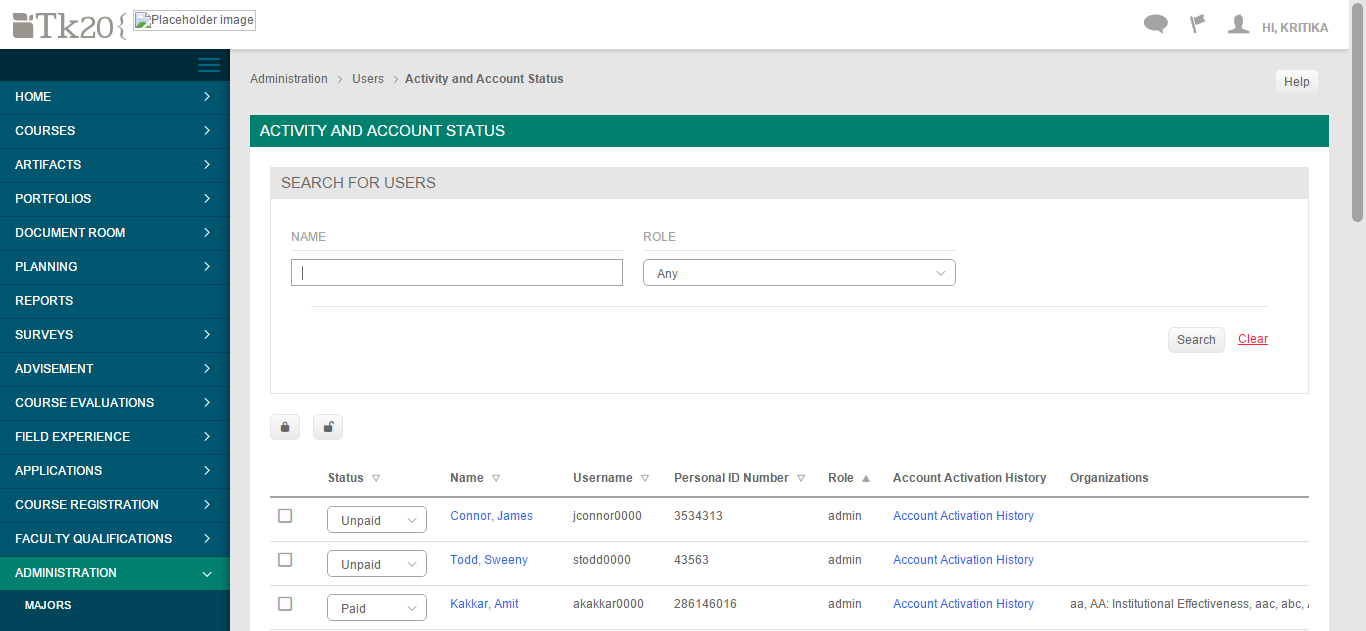 Tk20{ Placeholder image
HI, KRITIKA
HOME
COURSES
ARTIFACTS
PORTFOLIOS
DOCUMENT ROOM
PLANNING
REPORTS
SURVEYS
ADVISEMENT
COURSE EVALUATIONS
FIELD EXPERIENCE
APPLICATIONS
COURSE REGISTRATION
FACULTY QUALIFICATIONS
ADMINISTRATION
MAJORS
Administration > Users > Activity and Account Status
Help
ACTIVITY AND ACCOUNT STATUS
SEARCH FOR USERS
NAME ROLE
Any
Search Clear
Status Name Username Personal ID Number Role Account Activation History Organizations
Unpaid Connor, James jconnor0000 3534313 admin Account Activation History
Unpaid Todd, Sweeny stodd0000 43563 admin Account Activation History
Paid Kakkar, Amit akakkar0000 286146016 admin Account Activation History aa, AA: Institutional Effectiveness, aac, abc,